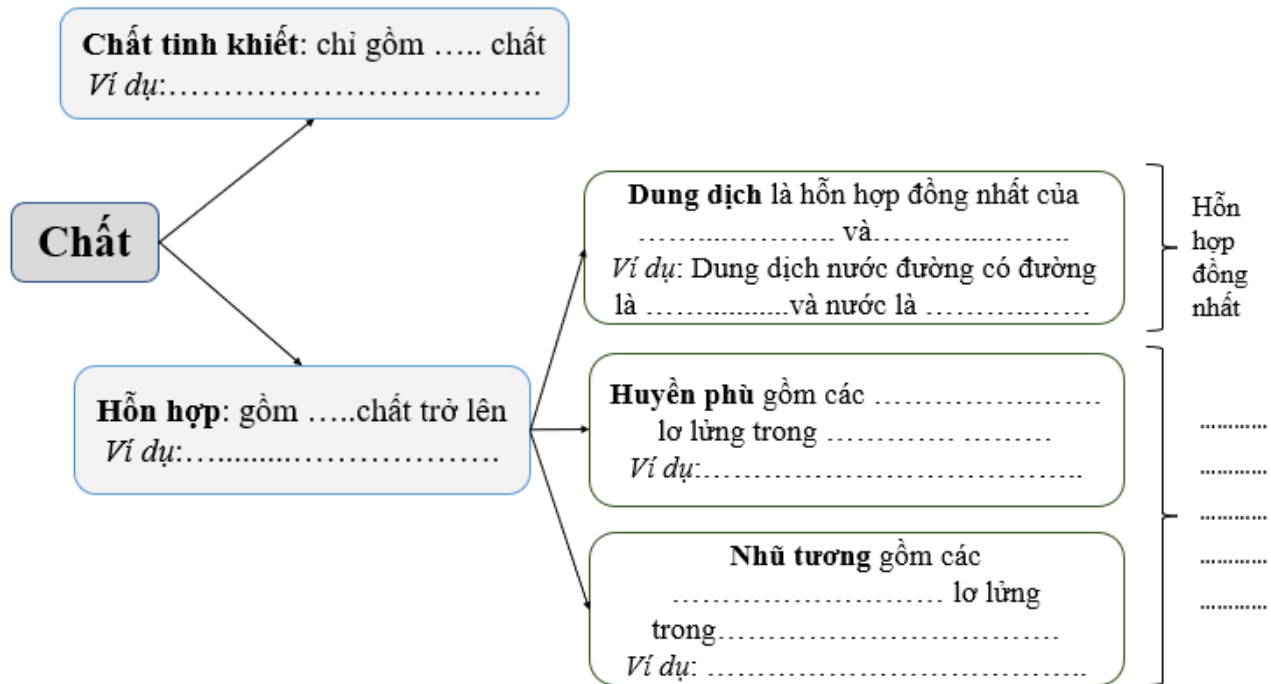 Chất tinh khiết: chỉ gồm ….. chất
Ví dụ:……………………………….
Chất
Dung dịch là hỗn hợp đồng nhất của
……....……….. và………....……..
Ví dụ: Dung dịch nước đường có đường
là ……...........và nước là ………..……
Hỗn
hợp
đồng
nhất
Hỗn hợp: gồm …..chất trở lên
Ví dụ:….........……………….
Huyền phù gồm các ………………….
lơ lửng trong …………. ………
Ví dụ:………………………………..
Nhũ tương gồm các
……………………… lơ lửng
trong…………………………….
Ví dụ: ………………………………..
.............
.............
.............
.............
.............